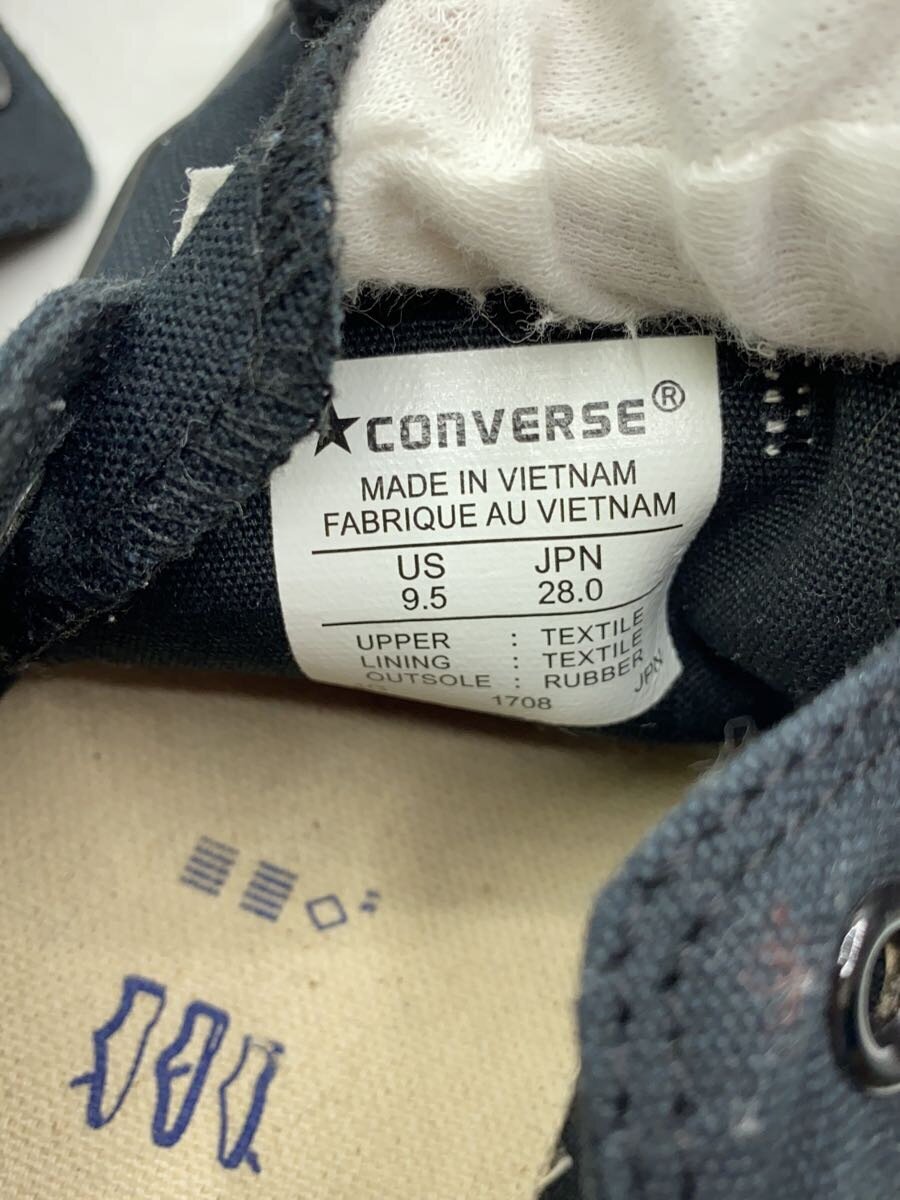 ★CONVERSE®
MADE IN VIETNAM
FABRIQUE AU VIETNAM
US JPN
9.5 28.0
UPPER : TEXTILE
LINING : TEXTILE
OUTSOLE : RUBBER
1708 JPN